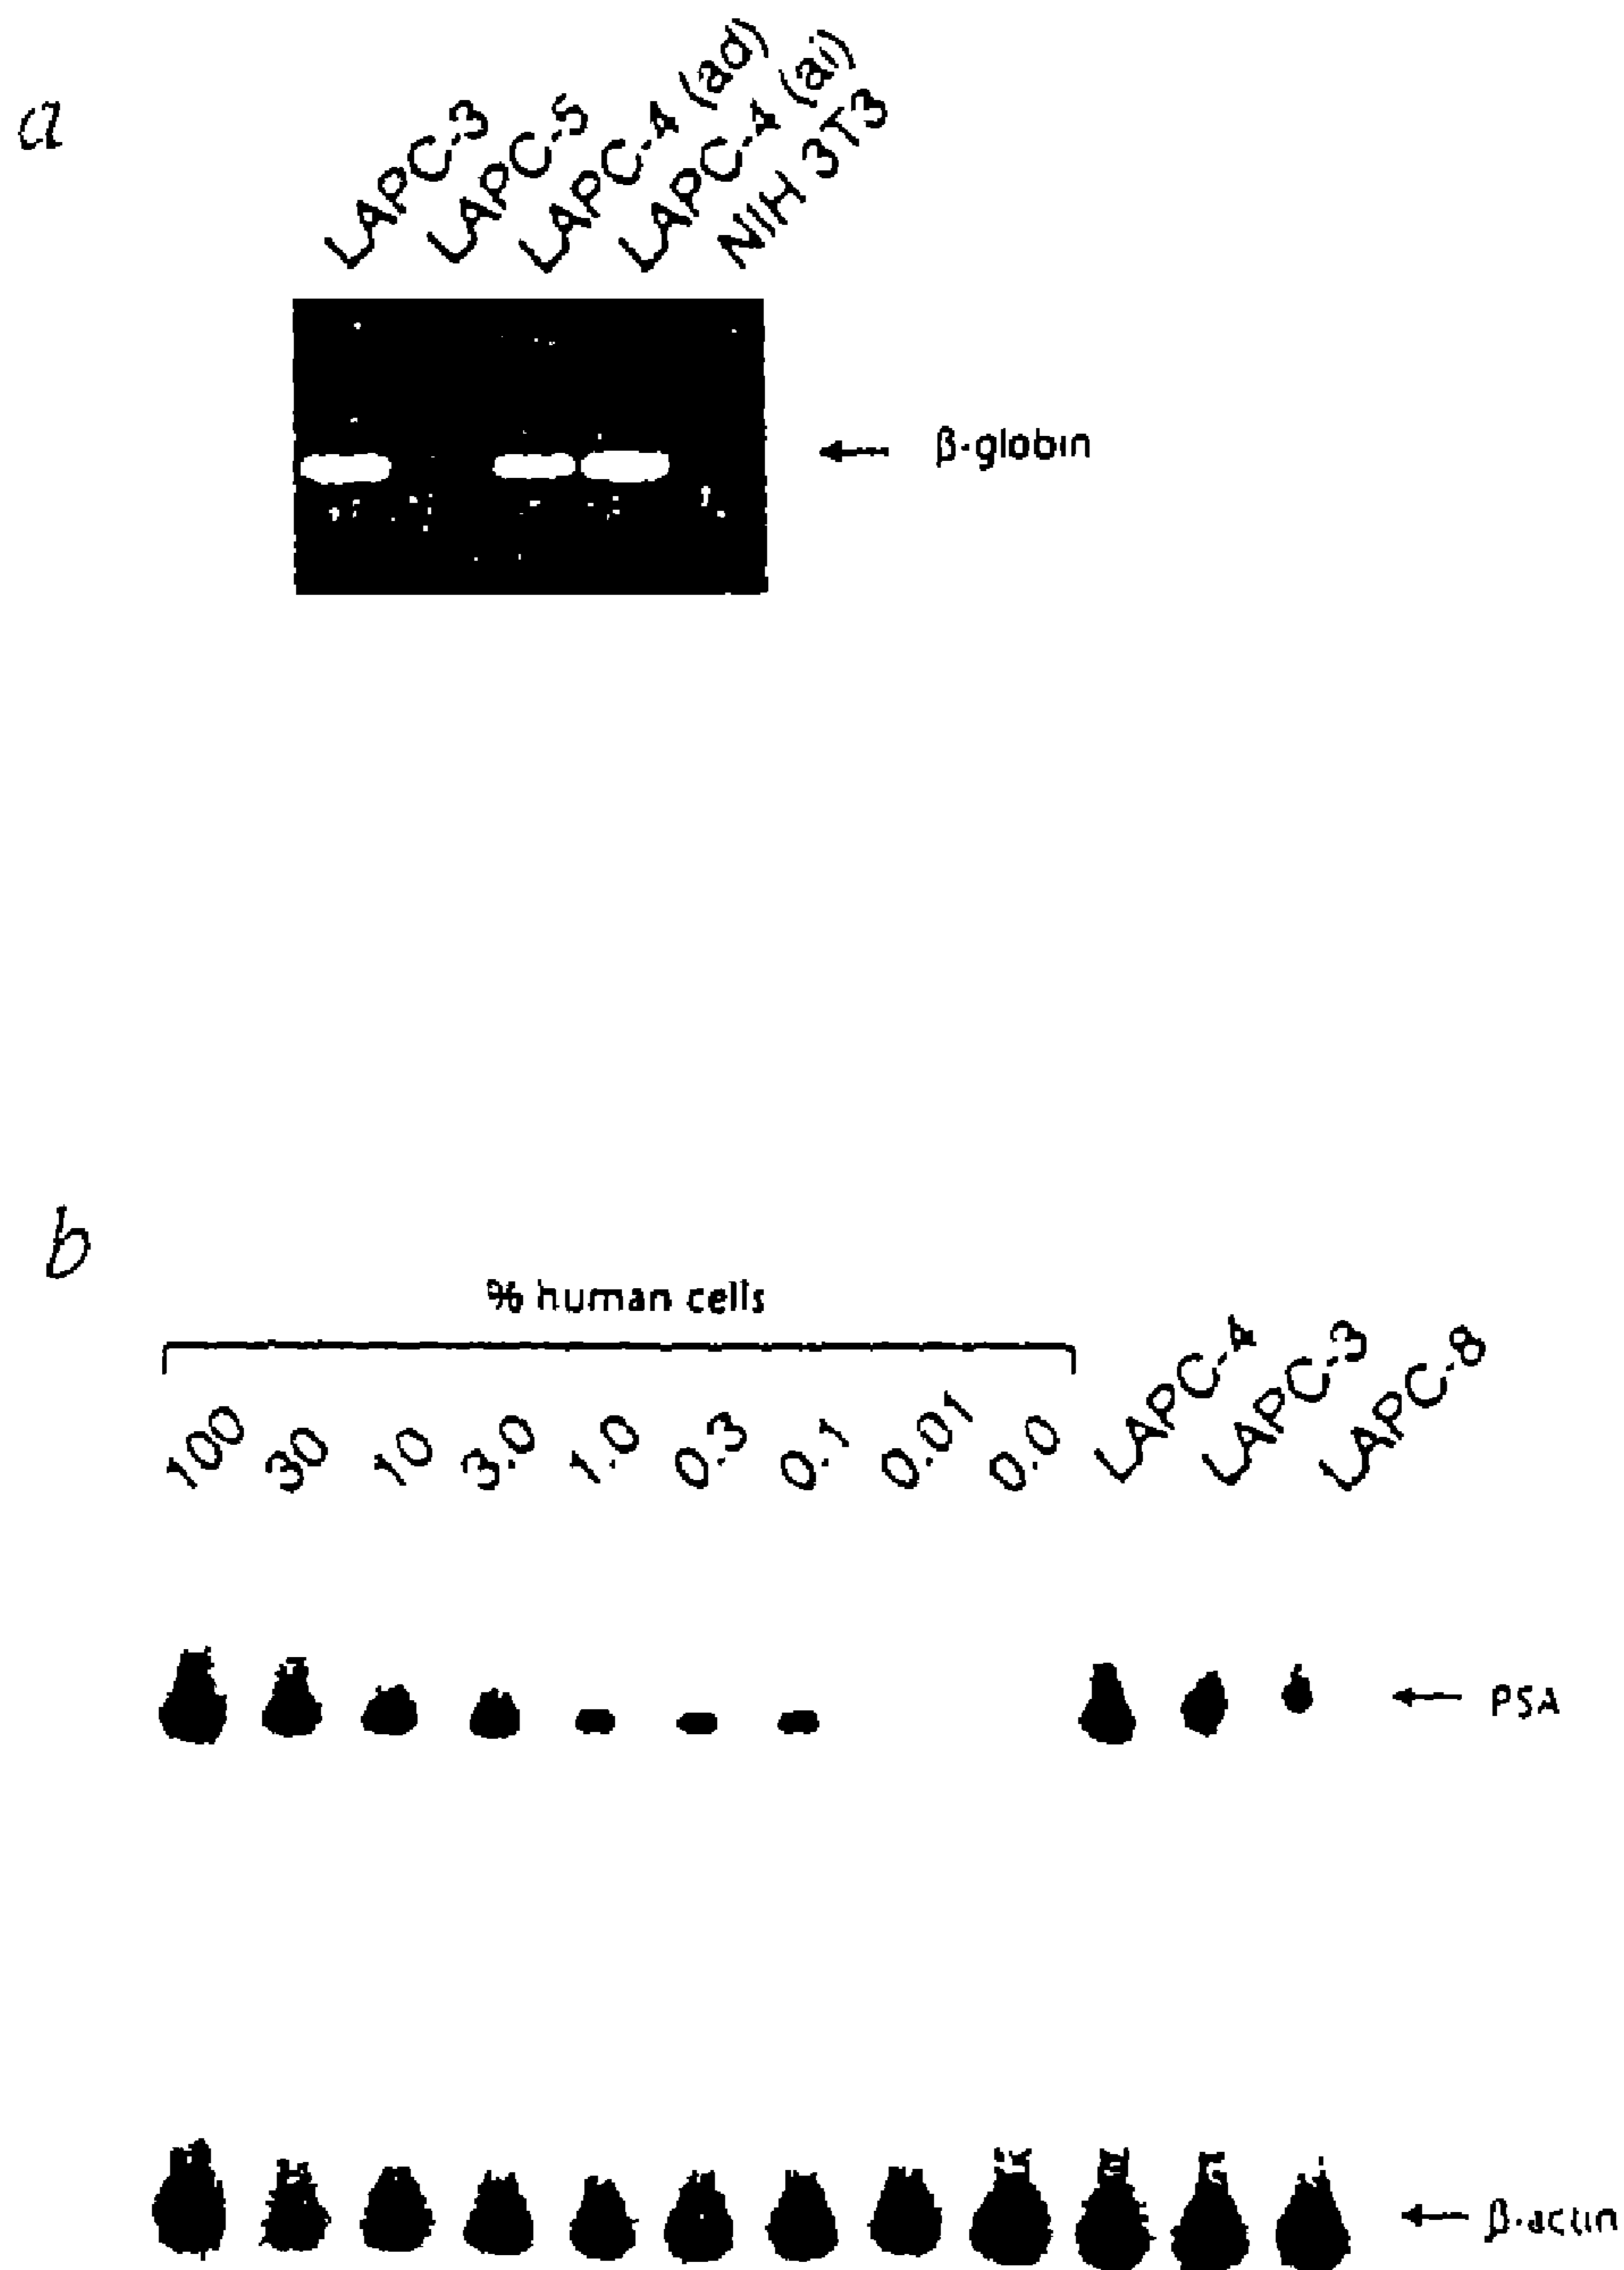 a
LAPC-3
LAPC-5
LAPC-4 (ad)
LAPC-4 (ai)
NIH 3T3
β-globin
b
% human cells
100
30
10
3.0
1.0
0.3
0.1
0.01
0.0
LAPC-4
LAPC-3
LAPC-8
PSA
β-actin